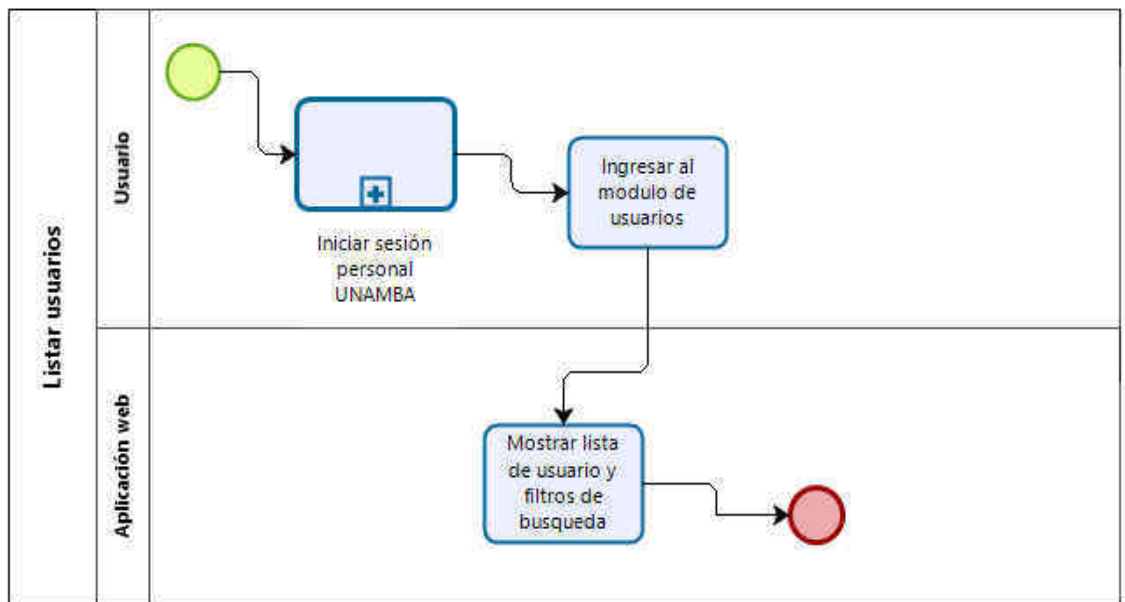 Listar usuarios
Usuario
Iniciar sesión
personal
UNAMBA
Ingresar al
modulo de
usuarios
Aplicación web
Mostrar lista
de usuario y
filtros de
busqueda